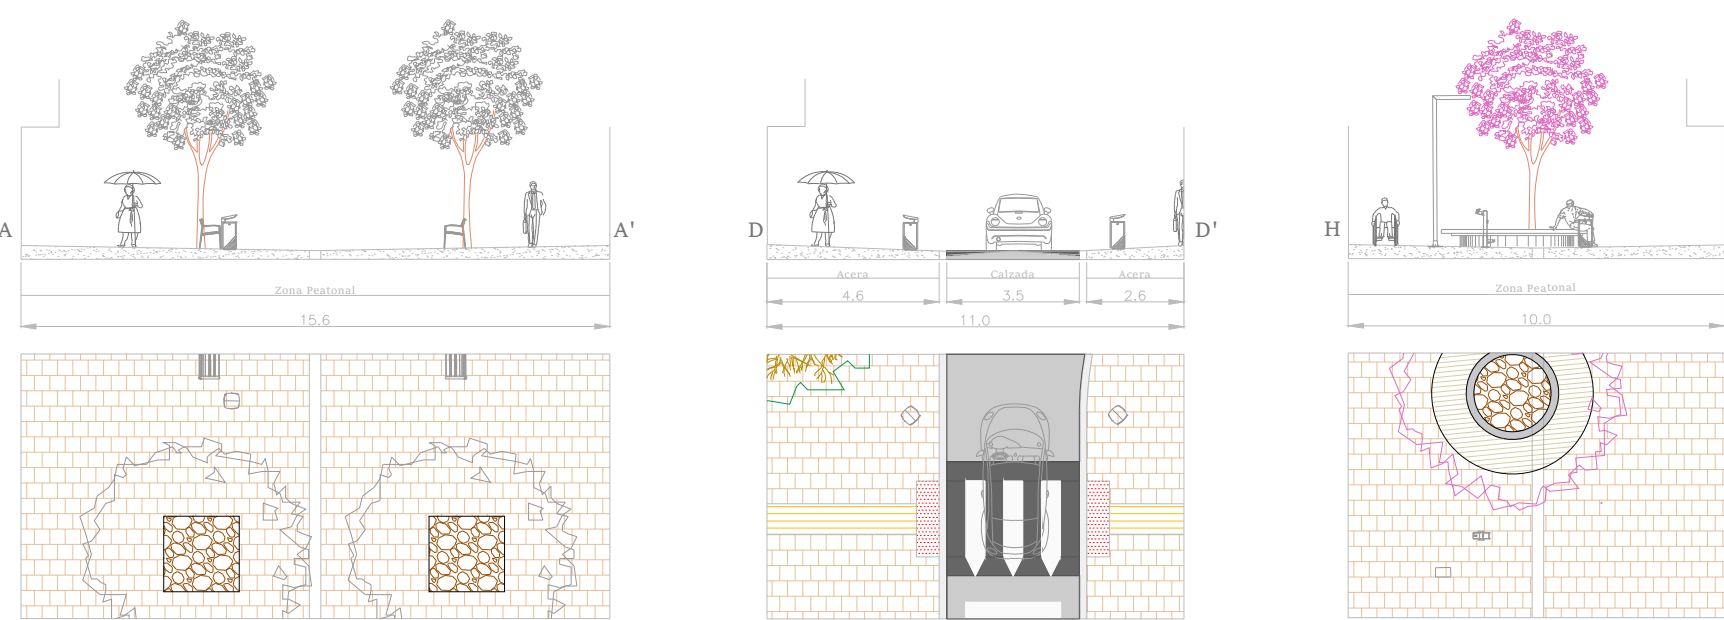 A
A'
Zona Peatonal
15.6
D
D'
Acera
Calzada
Acera
4.6
3.5
2.6
11.0
H
Zona Peatonal
10.0